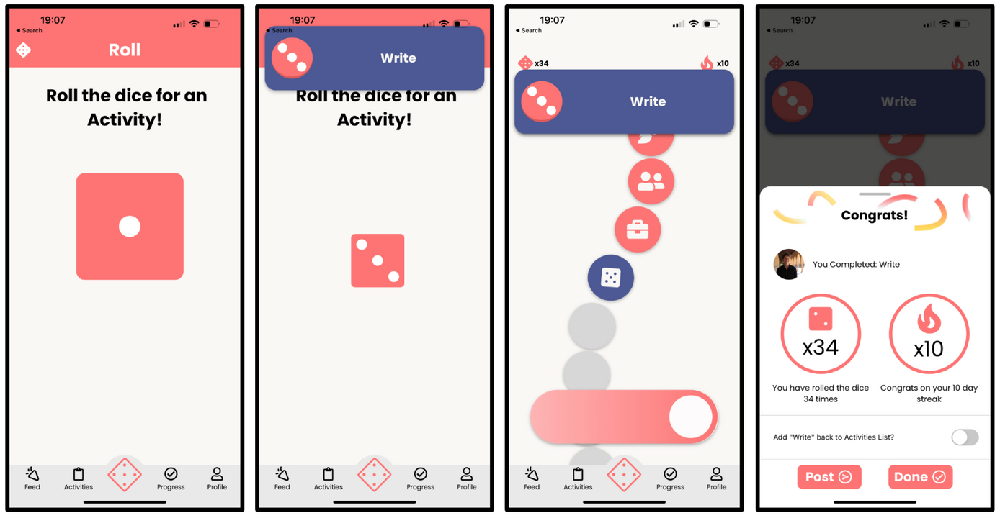 19:07
◄ Search
Roll
Roll the dice for an
Activity!
Feed
Activities
Progress
Profile
19:07
◄ Search
Write
Roll the dice for an
Activity!
Feed
Activities
Progress
Profile
19:07
◄ Search
x34
x10
Write
Feed
Activities
Progress
Profile
19:07
◄ Search
x34
x10
Write
Congrats!
You Completed: Write
x34
x10
You have rolled the dice
34 times
Congrats on your 10 day
streak
Add "Write" back to Activities List?
Post
Done